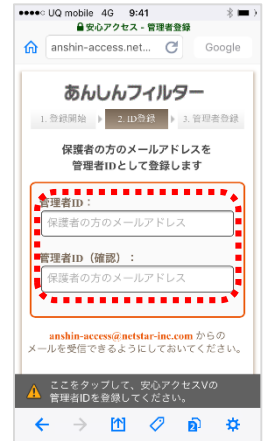 UQ mobile 4G 9:41
安心アクセス - 管理者登録
anshin-access.net... Google
あんしんフィルター
1. 登録開始 2. ID登録 3. 管理者登録
保護者の方のメールアドレスを
管理者IDとして登録します
管理者ID：
保護者の方のメールアドレス
管理者ID（確認）：
保護者の方のメールアドレス
anshin-access@netstar-inc.com からの
メールを受信できるようにしておいてください。
ここをタップして、安心アクセスVの
管理者IDを登録してください。
2